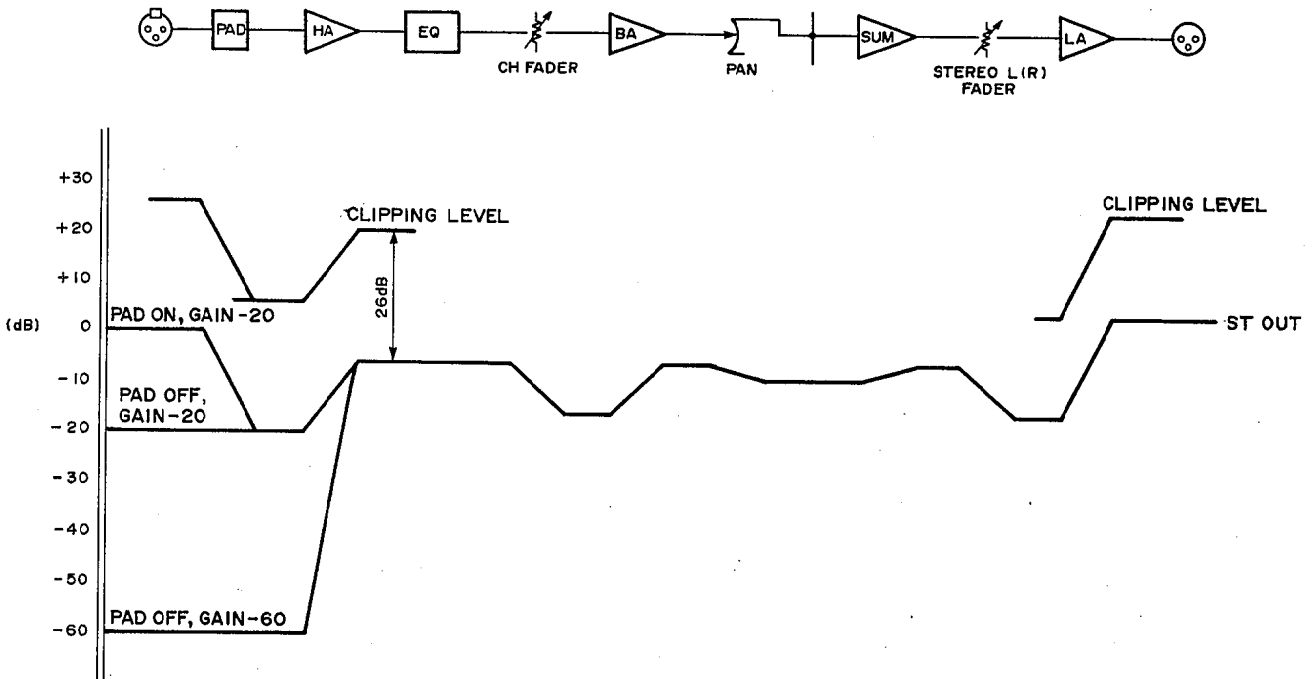 PAD
HA
EQ
CH FADER
BA
PAN
SUM
STEREO L(R)
FADER
LA
+30
+20
+10
(dB)
0
-10
-20
-30
-40
-50
-60
CLIPPING LEVEL
26dB
CLIPPING LEVEL
PAD ON, GAIN-20
ST OUT
PAD OFF,
GAIN-20
PAD OFF, GAIN-60